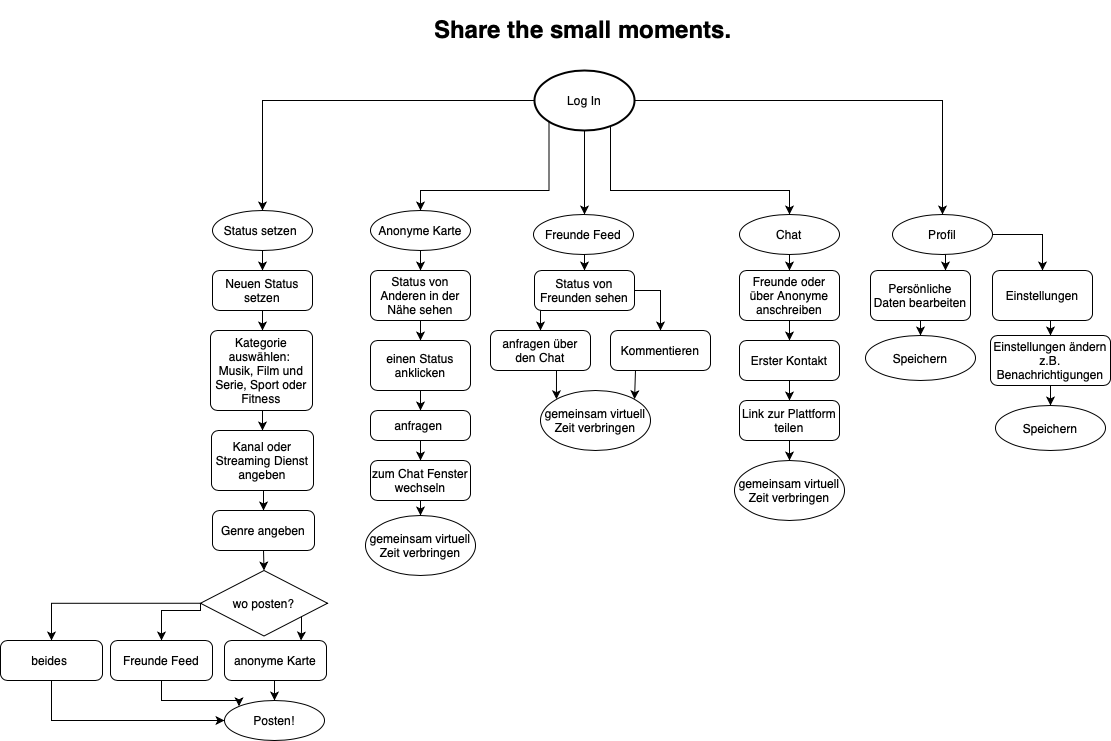 Share the small moments.
Log In
Status setzen
Neuen Status
setzen
Kategorie
auswählen:
Musik, Film und
Serie, Sport oder
Fitness
Kanal oder
Streaming Dienst
angeben
Genre angeben
wo posten?
beides
Freunde Feed
anonyme Karte
Posten!
Anonyme Karte
Status von
Anderen in der
Nähe sehen
einen Status
anklicken
anfragen
zum Chat Fenster
wechseln
gemeinsam virtuell
Zeit verbringen
Freunde Feed
Status von
Freunden sehen
anfragen über
den Chat
Kommentieren
gemeinsam virtuell
Zeit verbringen
Chat
Freunde oder
über Anonyme
anschreiben
Erster Kontakt
Link zur Plattform
teilen
gemeinsam virtuell
Zeit verbringen
Profil
Persönliche
Daten bearbeiten
Speichern
Einstellungen
Einstellungen ändern
z.B.
Benachrichtigungen
Speichern